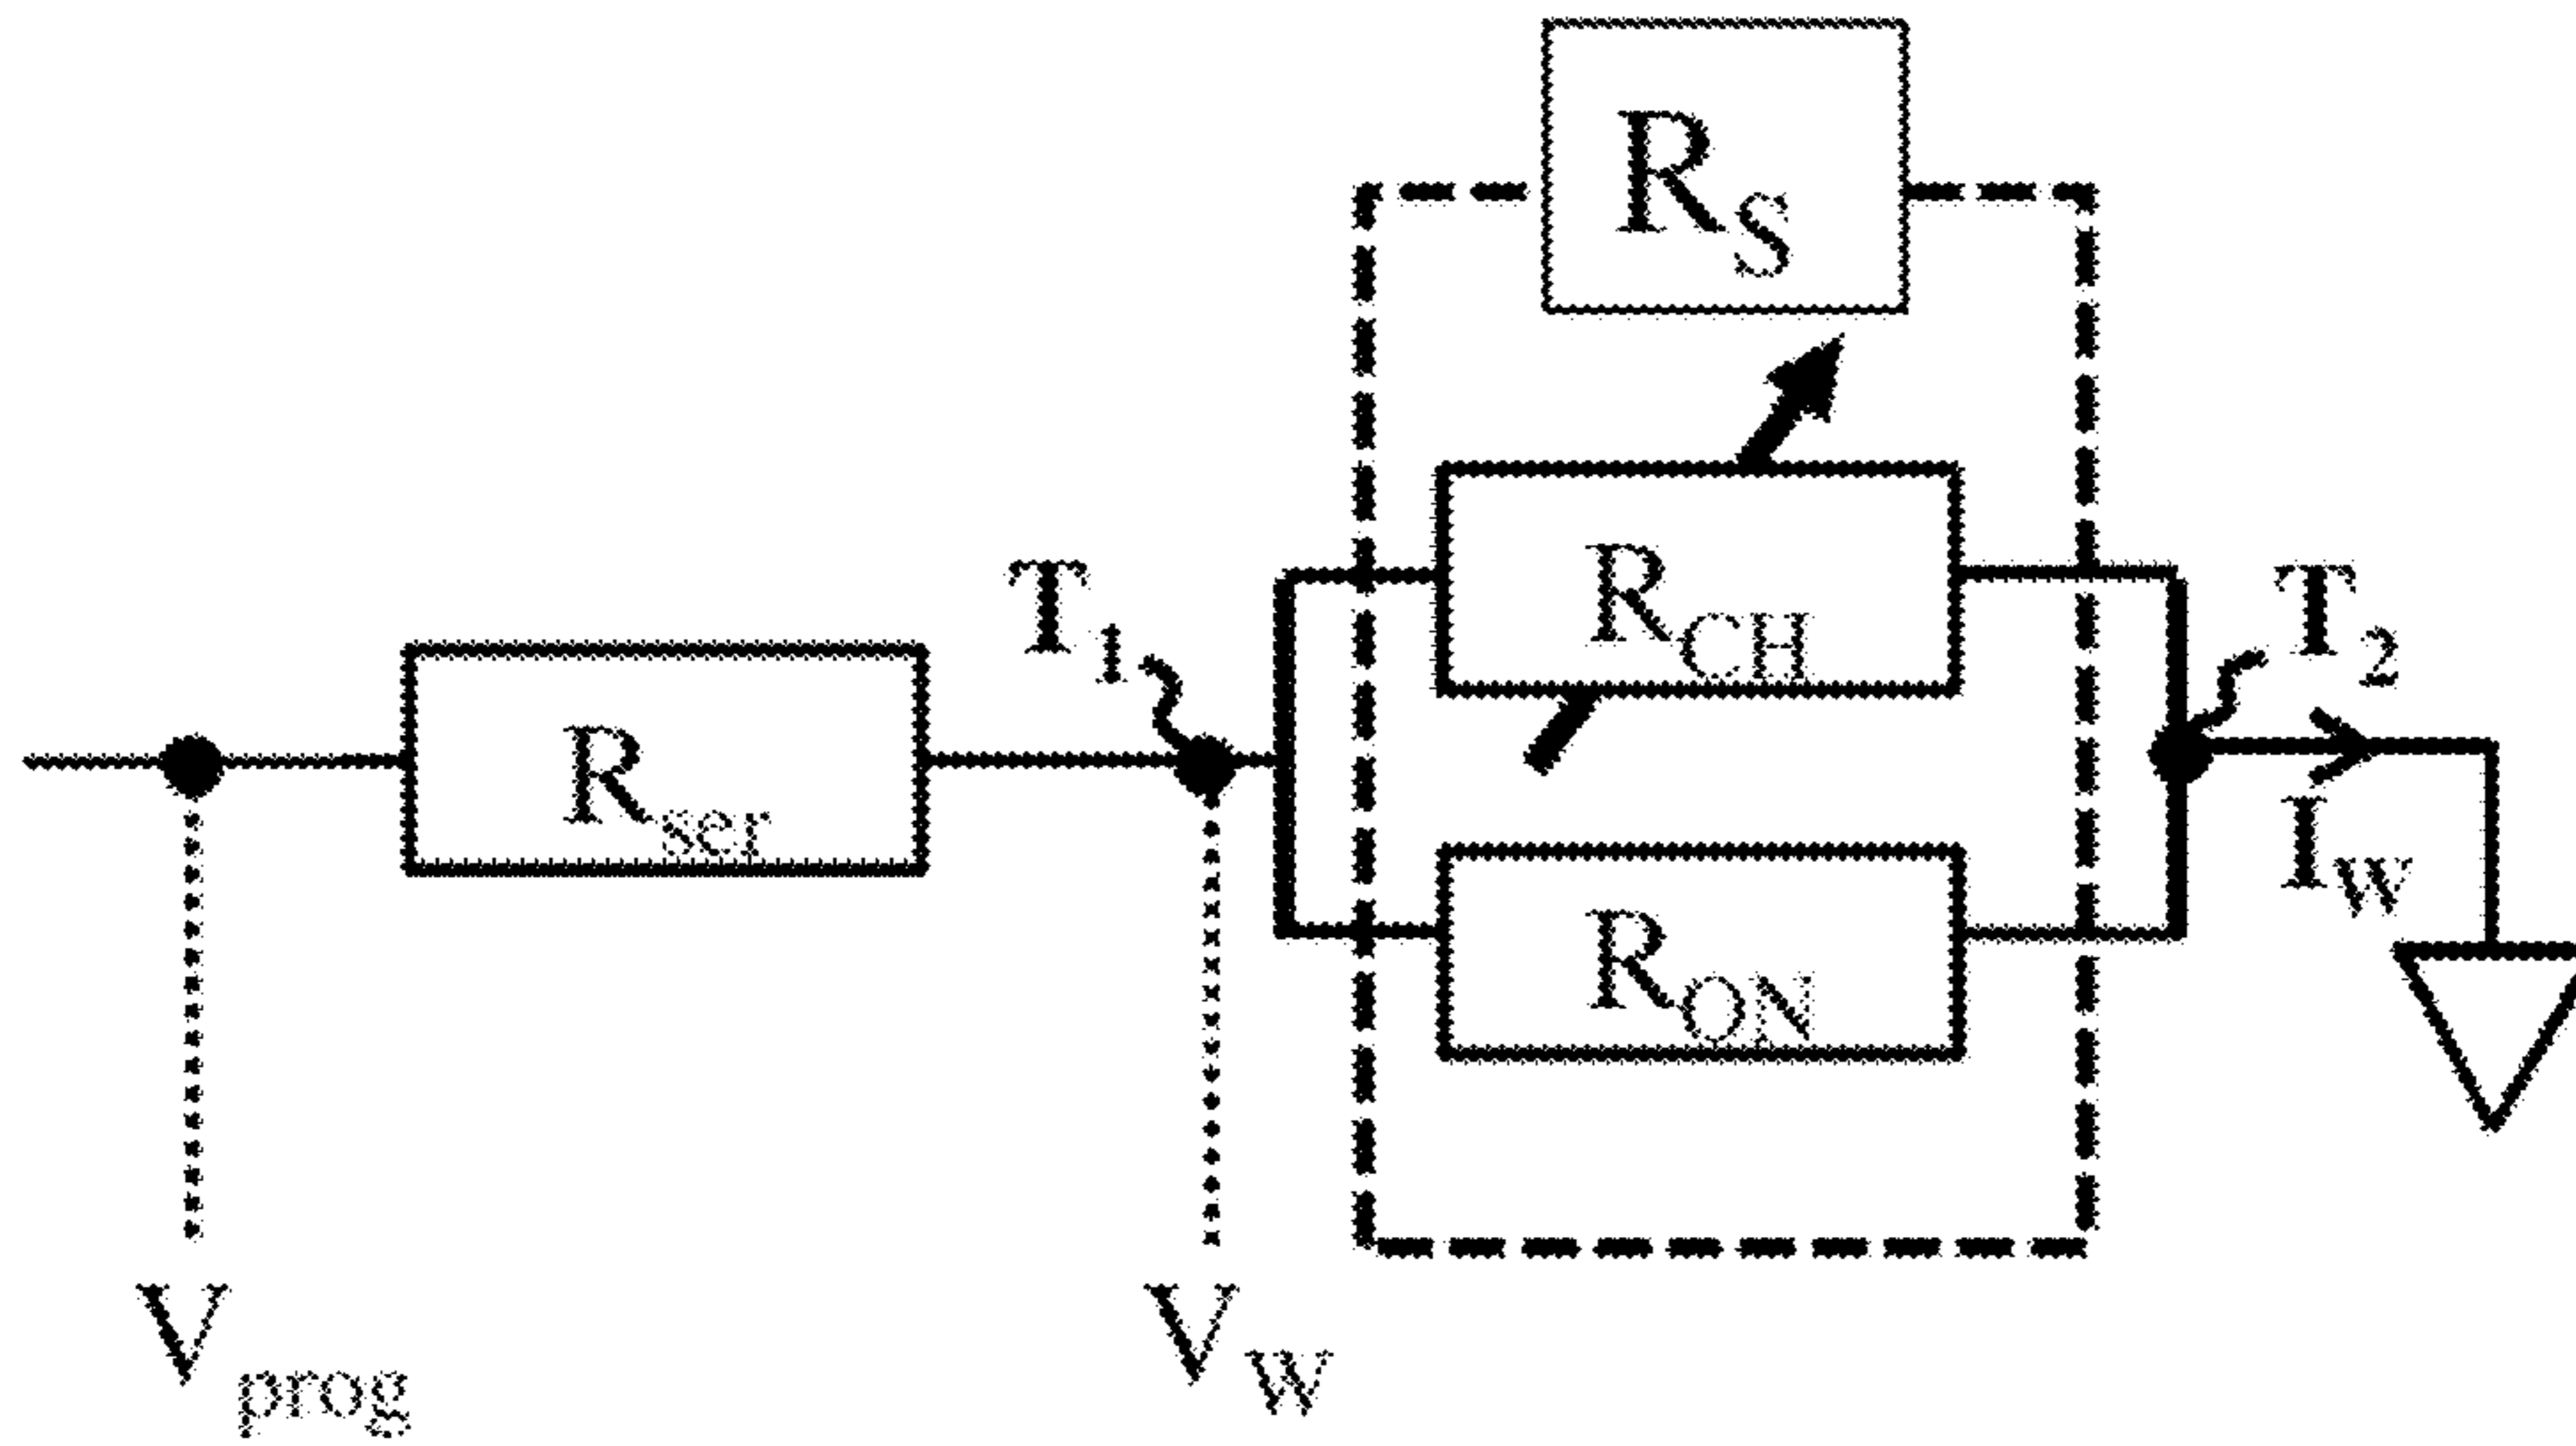 R_S
T_1
R_CH
T_2
R_ser
R_ON
I_W
V_prog
V_W